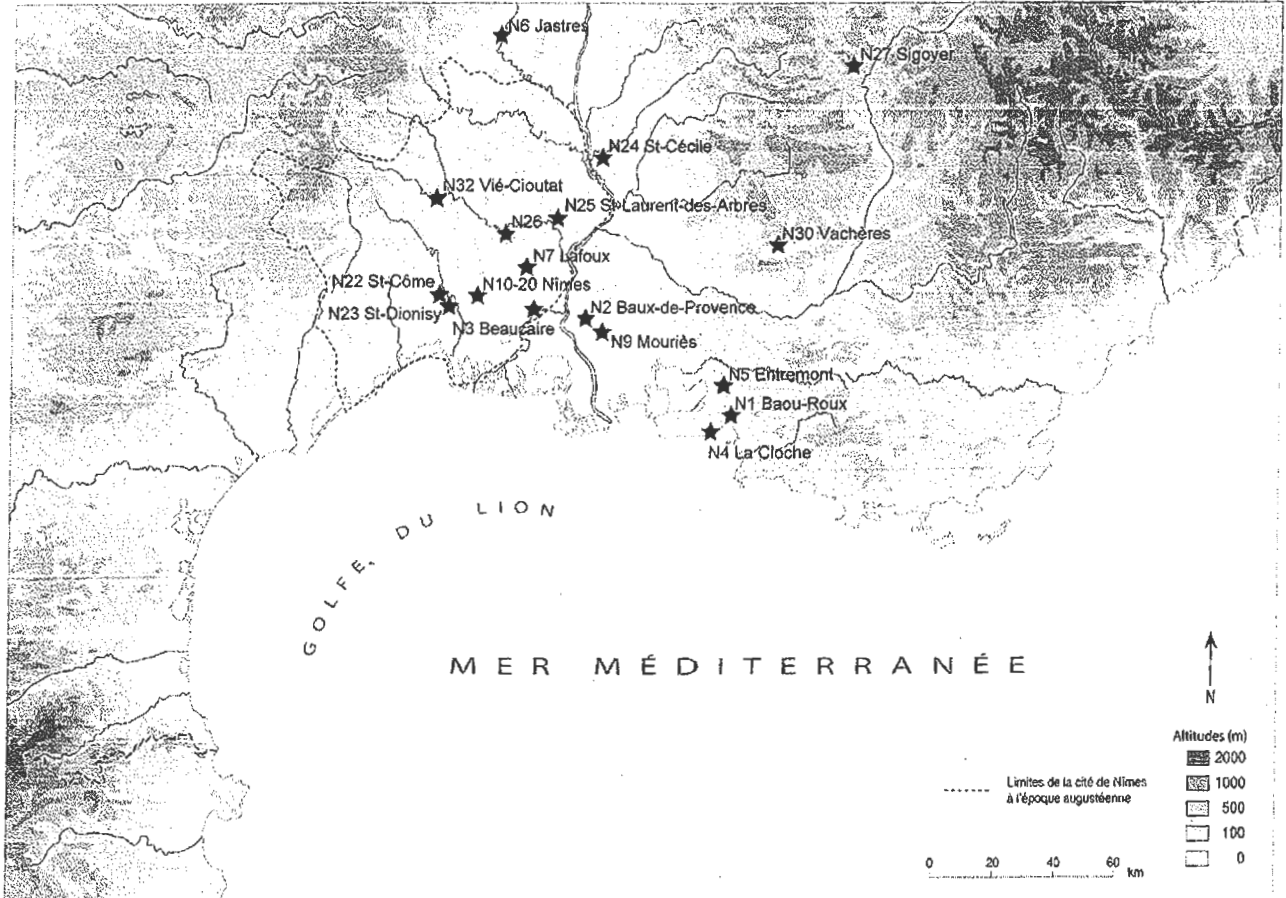 N6 Jastres
N27 Sigoyer
N24 St-Cécile
N32 Vié-Cioutat
N25 St-Laurent-des-Arbres
N26
N30 Vachères
N7 Lafoux
N22 St-Côme
N10-20 Nîmes
N23 St-Dionisy
N2 Baux-de-Provence
N3 Beaucaire
N9 Mouriès
N5 Entremont
N1 Baou-Roux
N4 La Cloche
GOLFE DU LION
MER MÉDITERRANÉE
N
Altitudes (m)
2000
1000
500
100
0
Limites de la cité de Nîmes
à l'époque augustéenne
0 20 40 60 km